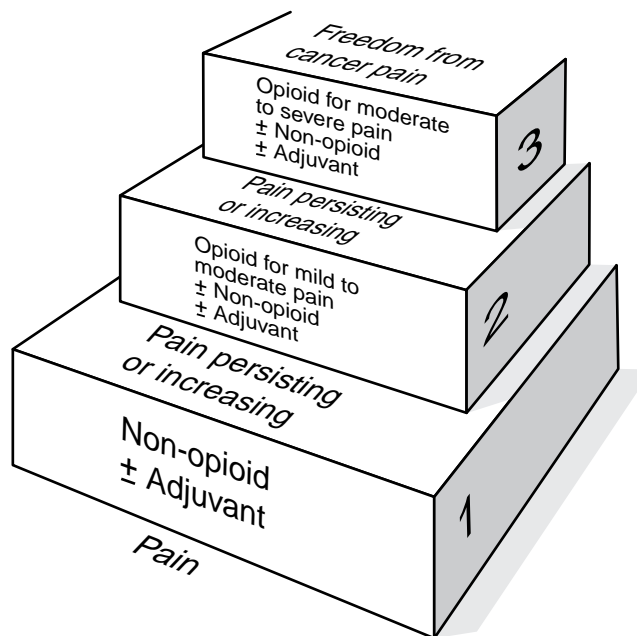 Freedom from
cancer pain
Opioid for moderate
to severe pain
± Non-opioid
± Adjuvant
3
Pain persisting
or increasing
Opioid for mild to
moderate pain
± Non-opioid
± Adjuvant
2
Pain persisting
or increasing
Non-opioid
± Adjuvant
1
Pain